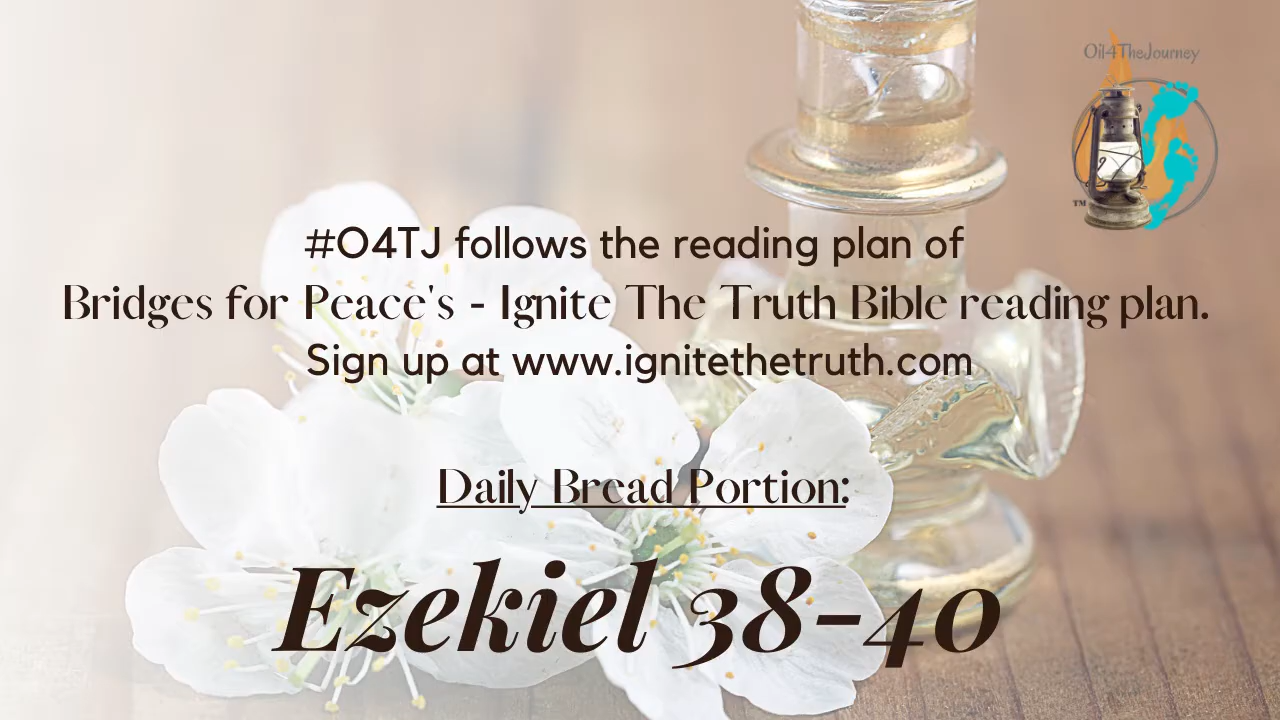 Oil4TheJourney
TM
#O4TJ follows the reading plan of
Bridges for Peace's - Ignite The Truth Bible reading plan.
Sign up at www.ignitethetruth.com
Daily Bread Portion:
Ezekiel 38-40